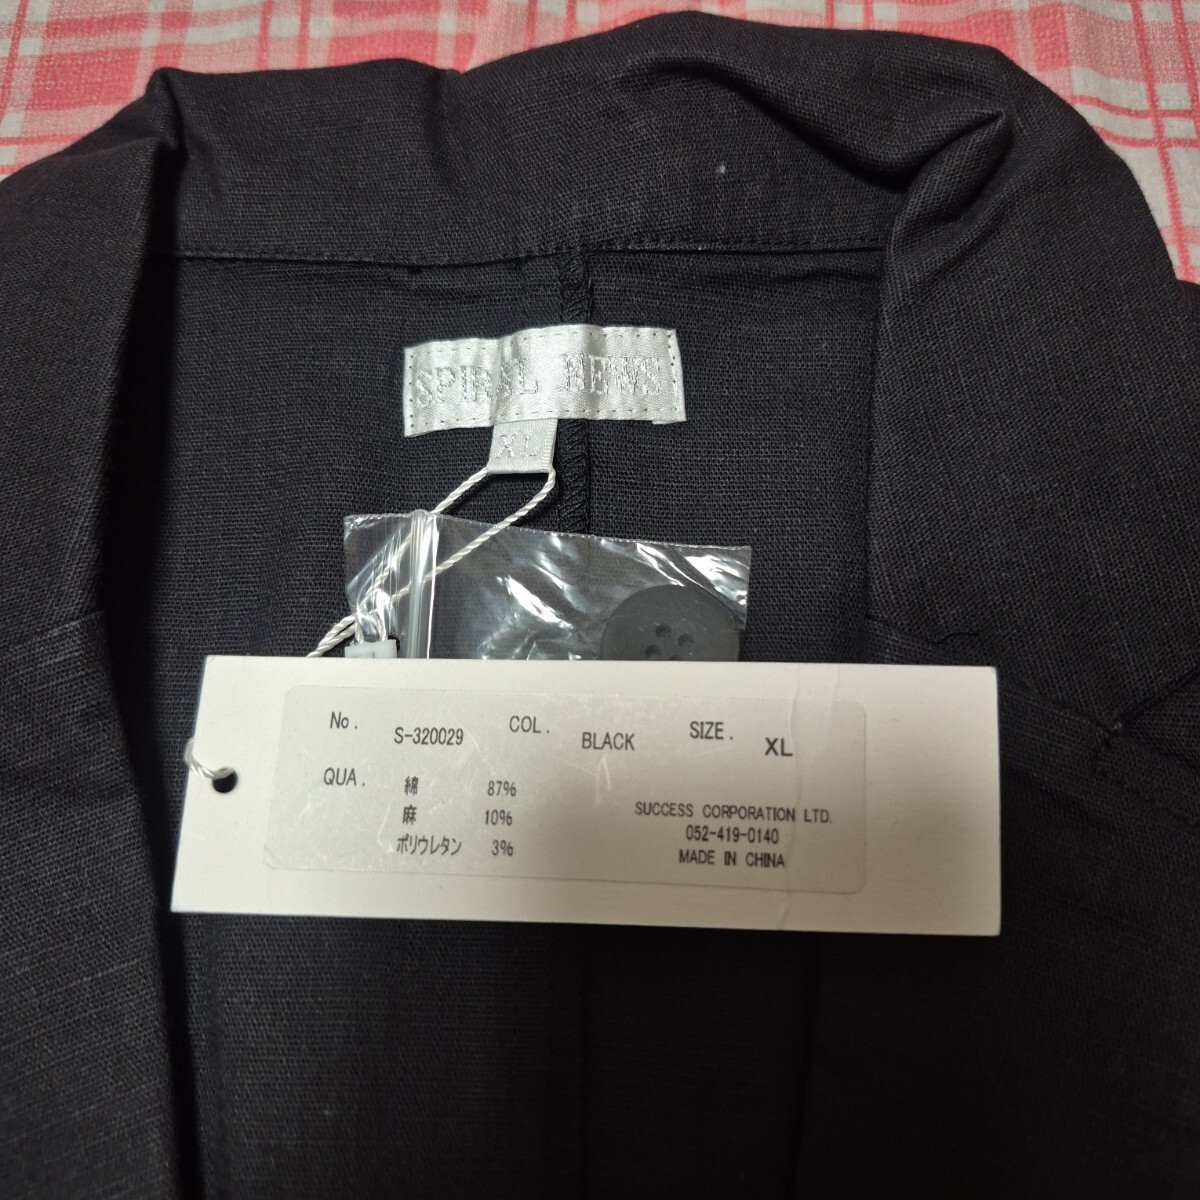 SPIRAL NEWS
XL
No. S-320029 COL. BLACK SIZE. XL
QUA. 綿 87%
麻 10%
ポリウレタン 3%
SUCCESS CORPORATION LTD.
052-419-0140
MADE IN CHINA